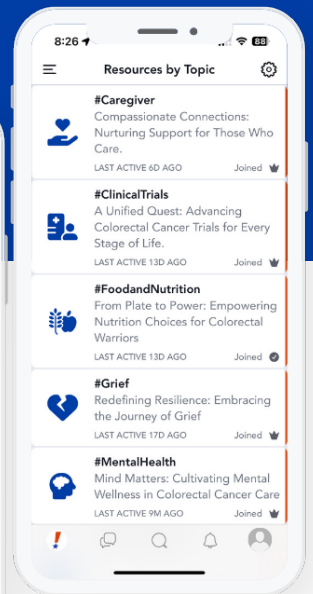 8:26
88
Resources by Topic
#Caregiver
Compassionate Connections:
Nurturing Support for Those Who
Care.
LAST ACTIVE 6D AGO Joined
#ClinicalTrials
A Unified Quest: Advancing
Colorectal Cancer Trials for Every
Stage of Life.
LAST ACTIVE 13D AGO Joined
#FoodandNutrition
From Plate to Power: Empowering
Nutrition Choices for Colorectal
Warriors
LAST ACTIVE 13D AGO Joined
#Grief
Redefining Resilience: Embracing
the Journey of Grief
LAST ACTIVE 17D AGO Joined
#MentalHealth
Mind Matters: Cultivating Mental
Wellness in Colorectal Cancer Care
LAST ACTIVE 9M AGO Joined